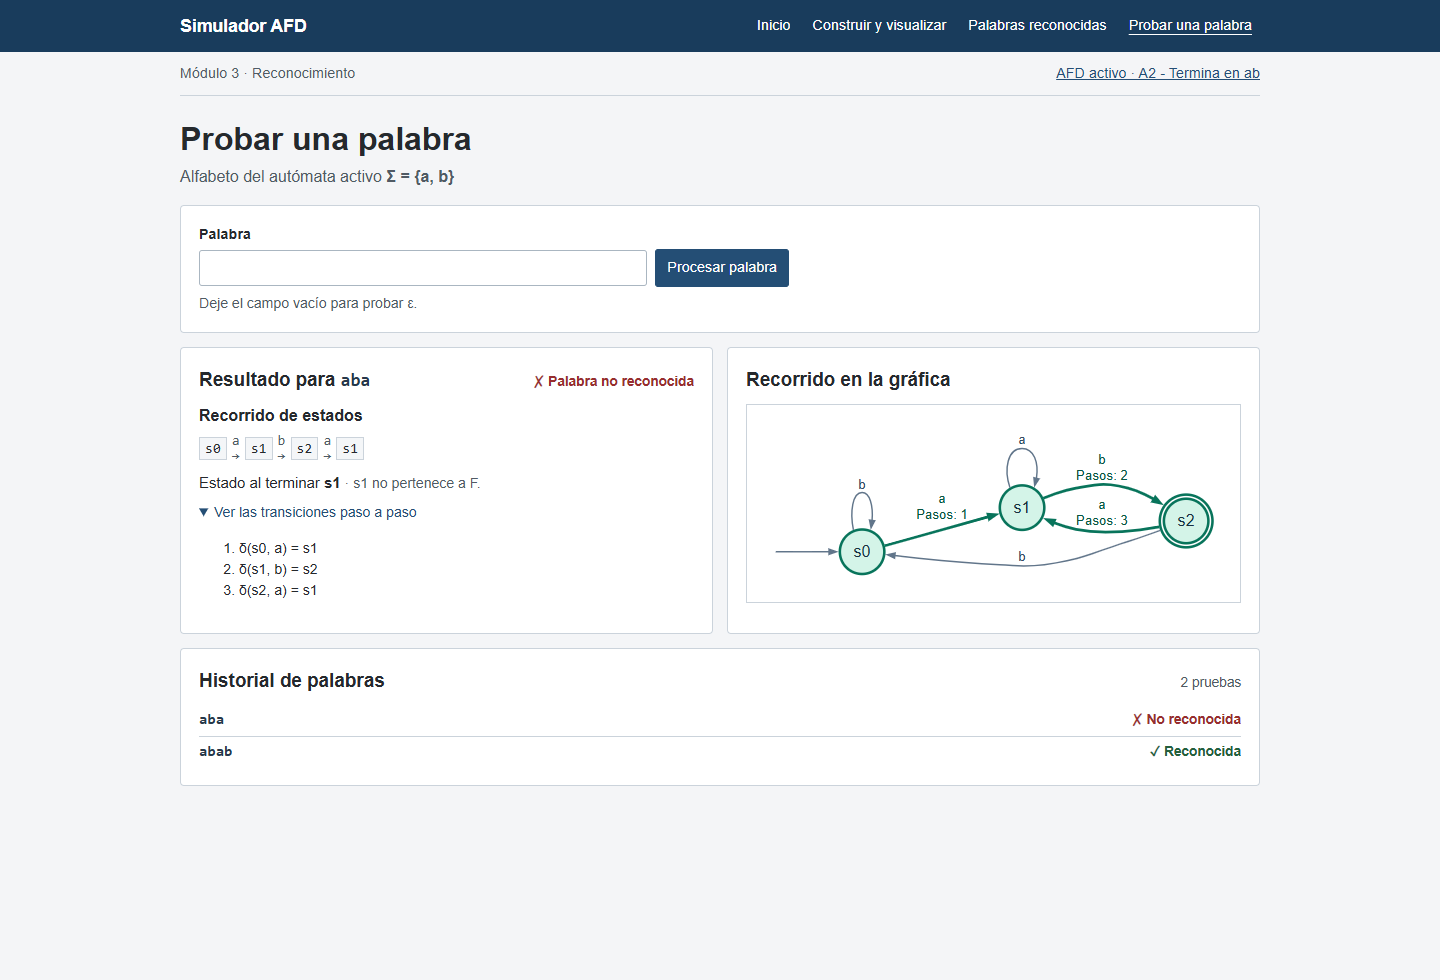 Simulador AFD
Inicio
Construir y visualizar
Palabras reconocidas
Probar una palabra
Módulo 3 · Reconocimiento
AFD activo · A2 - Termina en ab
Probar una palabra
Alfabeto del autómata activo Σ = {a, b}
Palabra
Procesar palabra
Deje el campo vacío para probar ε.
Resultado para aba
✗ Palabra no reconocida
Recorrido de estados
s0 a → s1 b → s2 a → s1
Estado al terminar s1 · s1 no pertenece a F.
▼ Ver las transiciones paso a paso
1. δ(s0, a) = s1
2. δ(s1, b) = s2
3. δ(s2, a) = s1
Recorrido en la gráfica
a
b
Pasos: 2
b
a
Pasos: 1
s1
a
Pasos: 3
s2
s0
b
Historial de palabras
2 pruebas
aba
✗ No reconocida
abab
✓ Reconocida